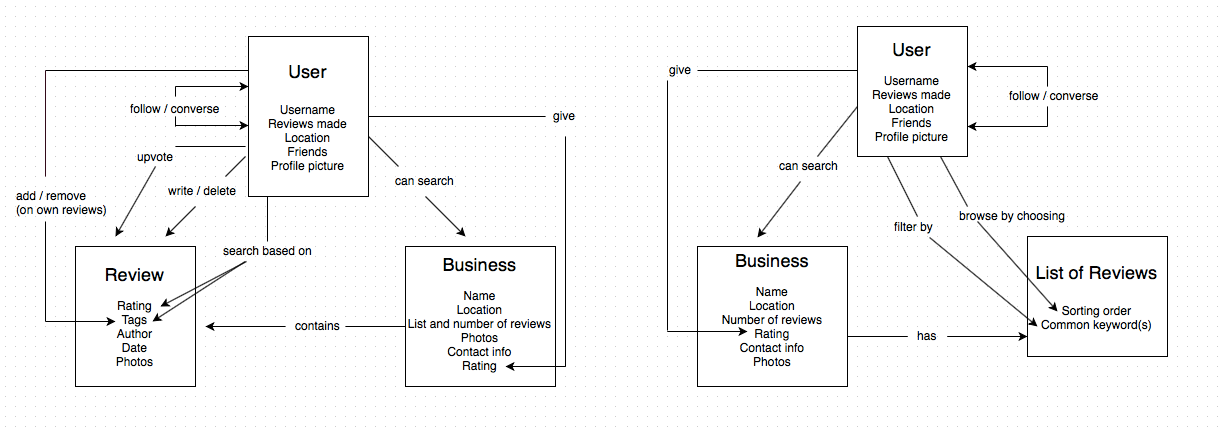 User
Username
Reviews made
Location
Friends
Profile picture
follow / converse
give
upvote
write / delete
can search
add / remove
(on own reviews)
search based on
Review
Rating
Tags
Author
Date
Photos
contains
Business
Name
Location
List and number of reviews
Photos
Contact info
Rating
User
Username
Reviews made
Location
Friends
Profile picture
give
follow / converse
can search
filter by
browse by choosing
Business
Name
Location
Number of reviews
Rating
Contact info
Photos
has
List of Reviews
Sorting order
Common keyword(s)